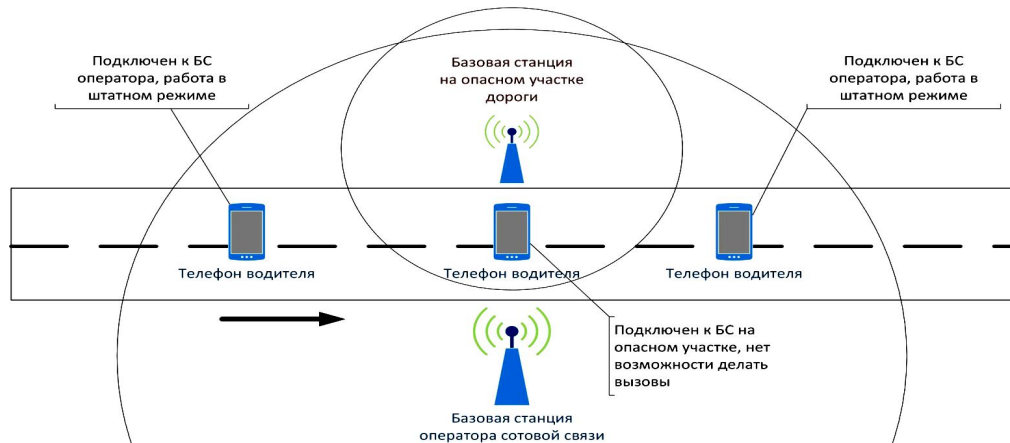 Подключен к БС
оператора, работа в
штатном режиме
Базовая станция
на опасном участке
дороги
Подключен к БС
оператора, работа в
штатном режиме
Телефон водителя
Телефон водителя
Телефон водителя
Подключен к БС на
опасном участке, нет
возможности делать
вызовы
Базовая станция
оператора сотовой связи